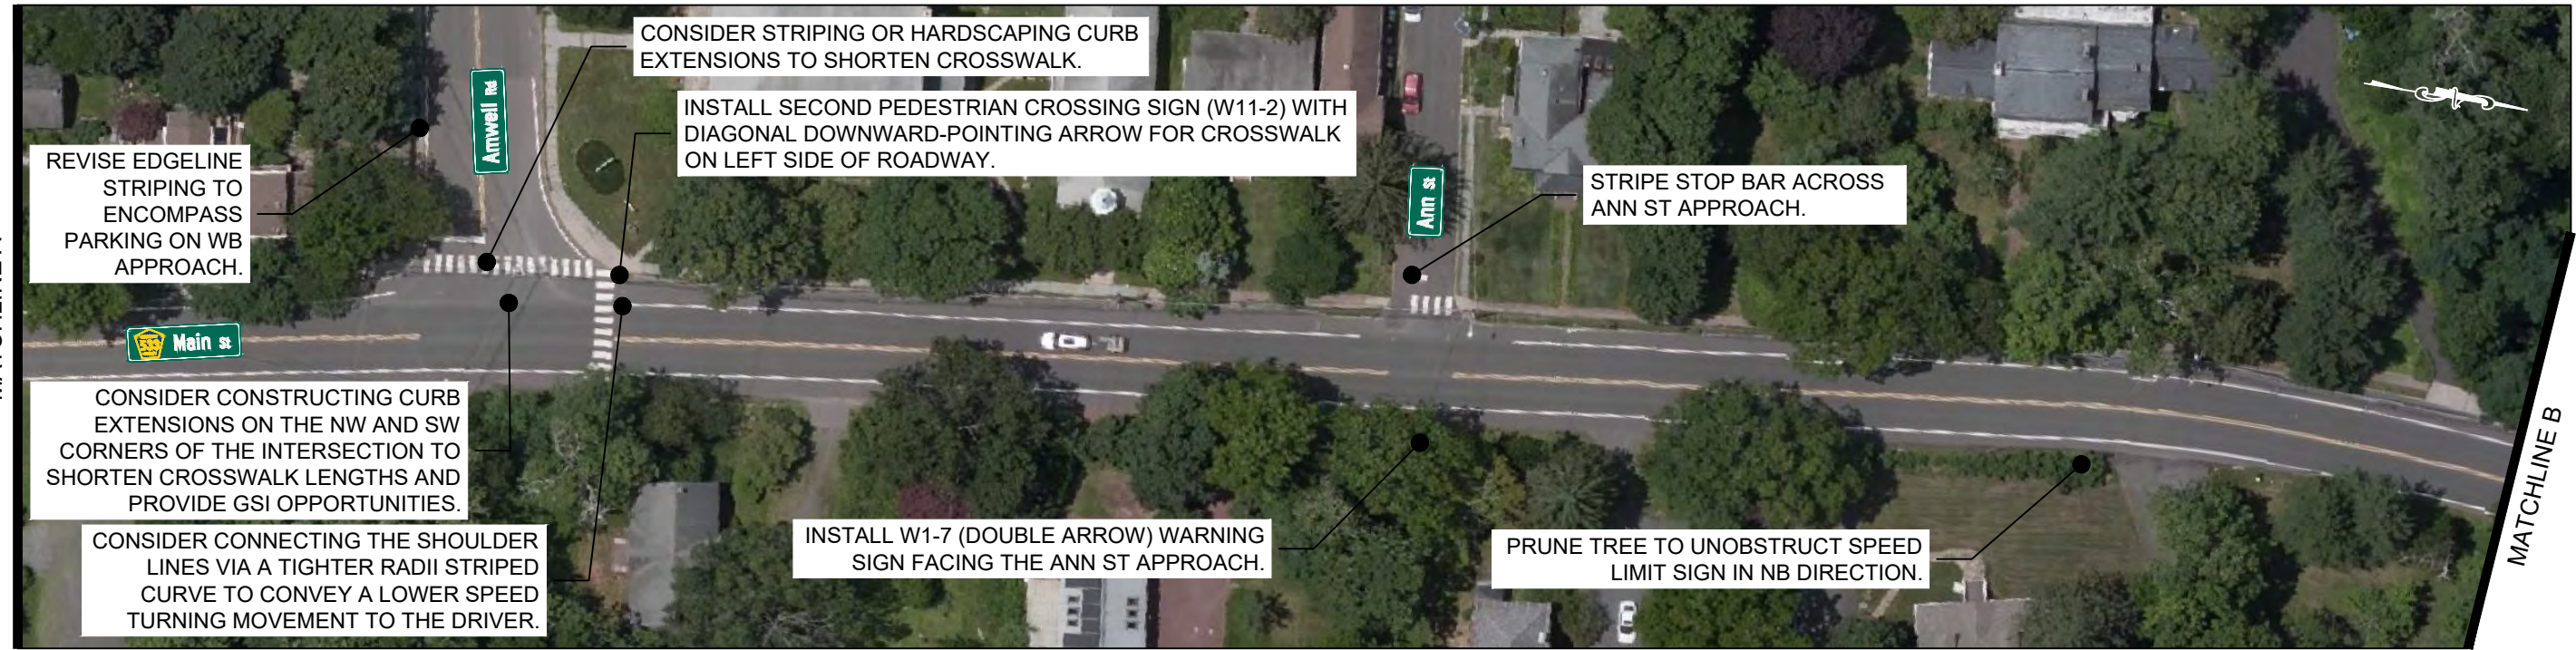 CONSIDER STRIPING OR HARDSCAPING CURB
EXTENSIONS TO SHORTEN CROSSWALK.
INSTALL SECOND PEDESTRIAN CROSSING SIGN (W11-2) WITH
DIAGONAL DOWNWARD-POINTING ARROW FOR CROSSWALK
ON LEFT SIDE OF ROADWAY.
Amwell Rd
REVISE EDGELINE
STRIPING TO
ENCOMPASS
PARKING ON WB
APPROACH.
Ann St
STRIPE STOP BAR ACROSS
ANN ST APPROACH.
533
Main St
CONSIDER CONSTRUCTING CURB
EXTENSIONS ON THE NW AND SW
CORNERS OF THE INTERSECTION TO
SHORTEN CROSSWALK LENGTHS AND
PROVIDE GSI OPPORTUNITIES.
CONSIDER CONNECTING THE SHOULDER
LINES VIA A TIGHTER RADII STRIPED
CURVE TO CONVEY A LOWER SPEED
TURNING MOVEMENT TO THE DRIVER.
INSTALL W1-7 (DOUBLE ARROW) WARNING
SIGN FACING THE ANN ST APPROACH.
PRUNE TREE TO UNOBSTRUCT SPEED
LIMIT SIGN IN NB DIRECTION.
MATCHLINE B